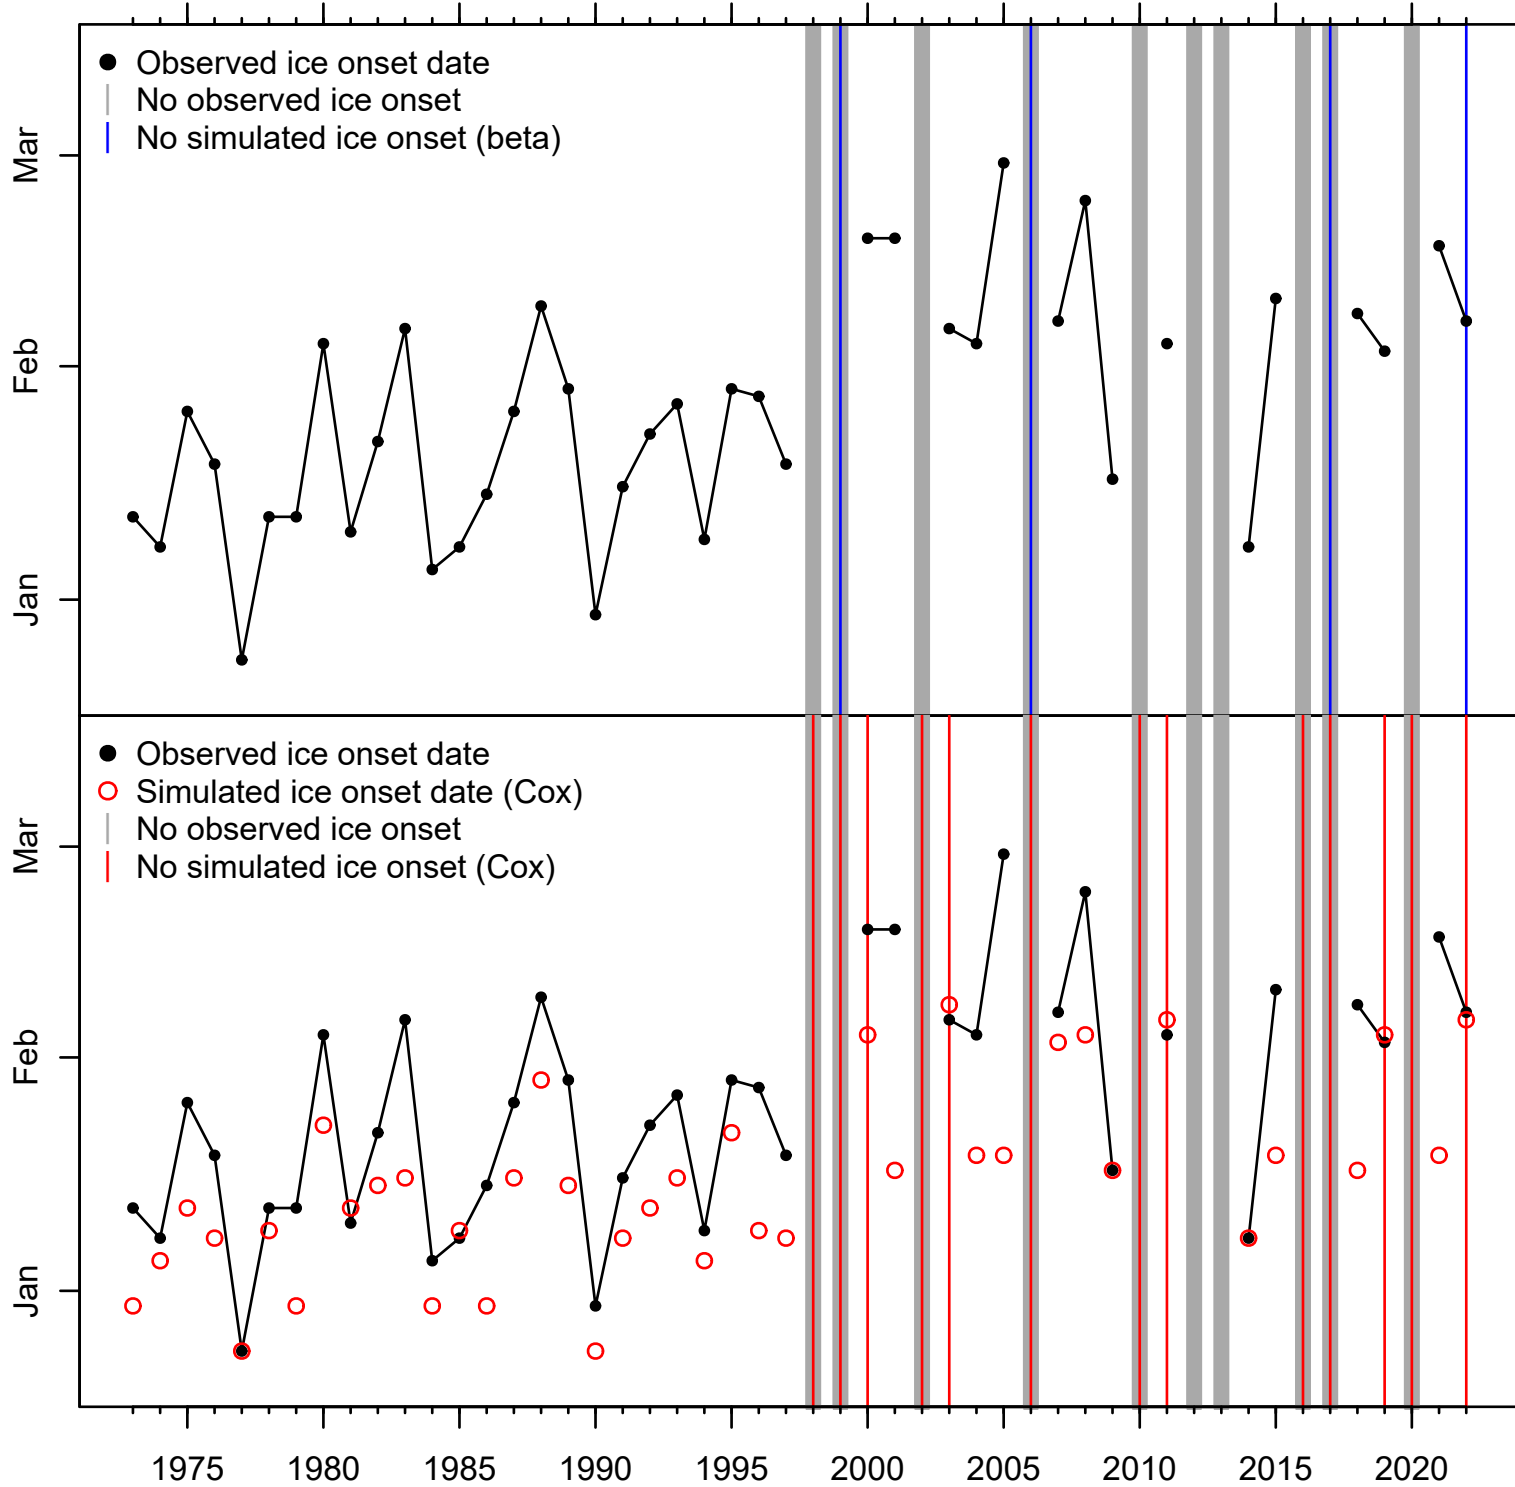 Observed ice onset date
No observed ice onset
No simulated ice onset (beta)
Mar
Feb
Jan
Observed ice onset date
Simulated ice onset date (Cox)
No observed ice onset
No simulated ice onset (Cox)
Mar
Feb
Jan
1975 1980 1985 1990 1995 2000 2005 2010 2015 2020